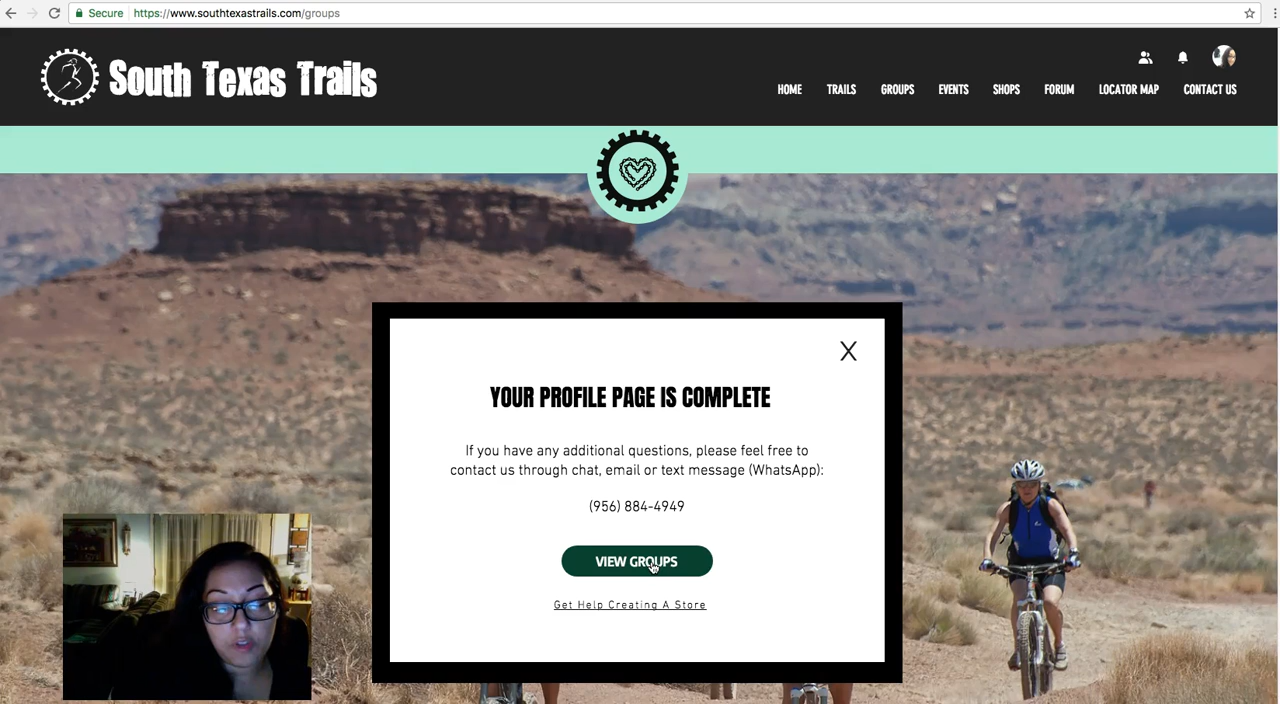 Secure
https://www.southtexastrails.com/groups
South Texas Trails
HOME TRAILS GROUPS EVENTS SHOPS FORUM LOCATOR MAP CONTACT US
X
YOUR PROFILE PAGE IS COMPLETE
If you have any additional questions, please feel free to
contact us through chat, email or text message (WhatsApp):
(956) 884-4949
VIEW GROUPS
Get Help Creating A Store